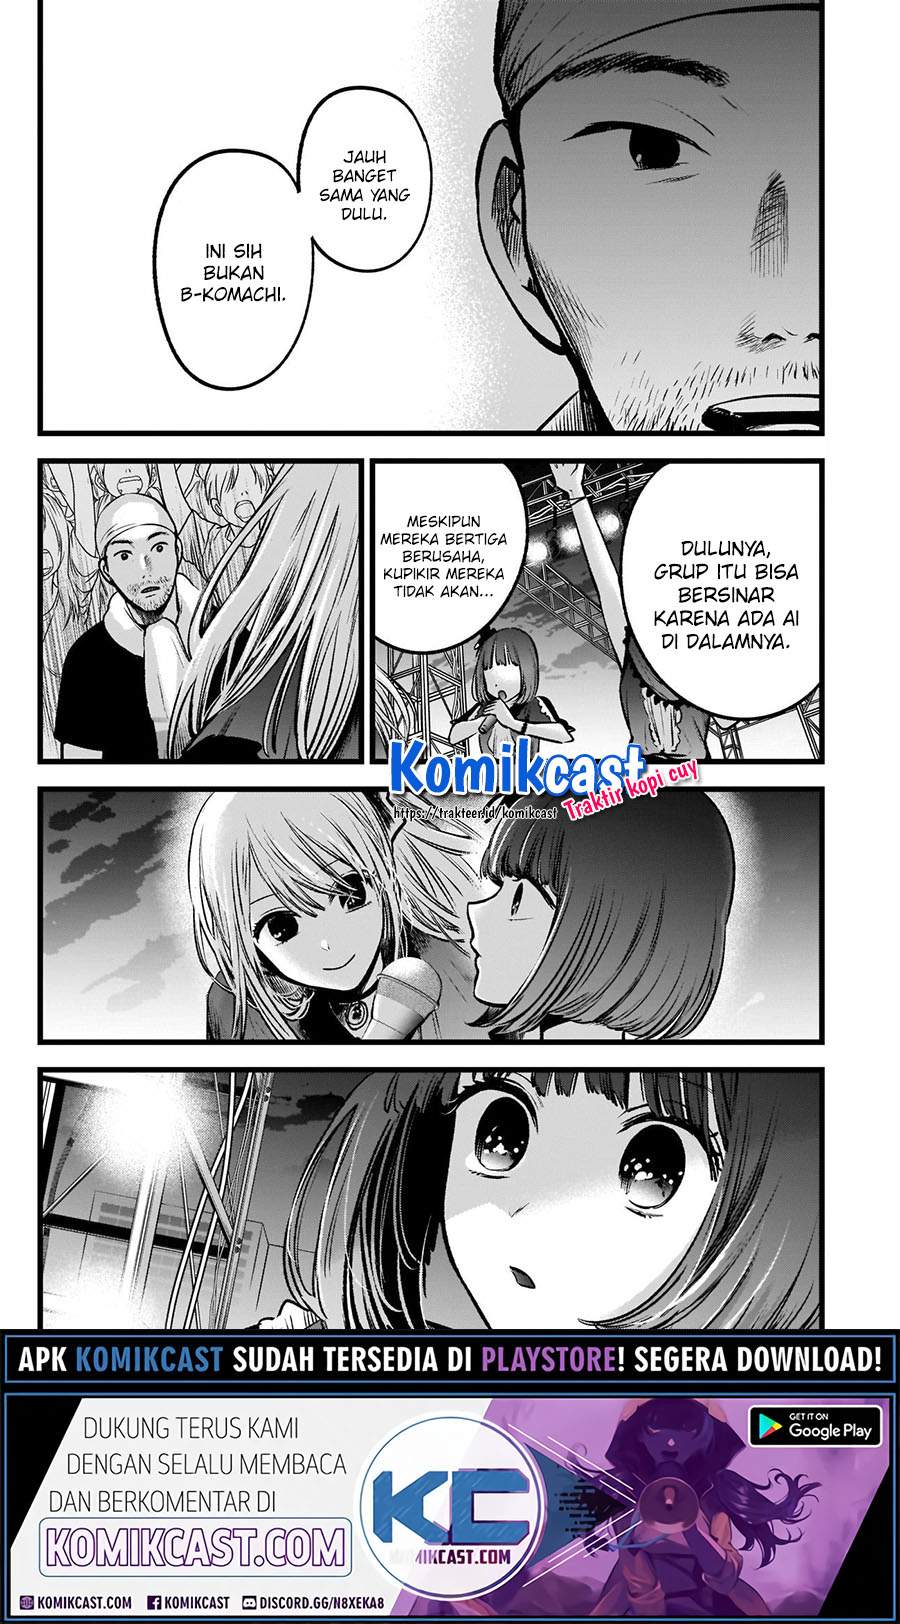 JAUH
BANGET
SAMA YANG
DULU.
INI SIH
BUKAN
B-KOMACHI.
DULUNYA,
GRUP ITU BISA
BERSINAR
KARENA ADA AI
DI DALAMNYA.
MESKIPUN
MEREKA BERTIGA
BERUSAHA,
KUPIKIR MEREKA
TIDAK AKAN...
Komikcast
Traktir kopi cuy
https://trakteer.id/komikcast
APK KOMIKCAST SUDAH TERSEDIA DI PLAYSTORE! SEGERA DOWNLOAD!
DUKUNG TERUS KAMI
DENGAN SELALU MEMBACA
DAN BERKOMENTAR DI
KOMIKCAST.COM
KC
KOMIKCAST.COM
GET IT ON
Google Play
KOMIKCAST.COM
KOMIKCAST
DISCORD.GG/N8XEKA8